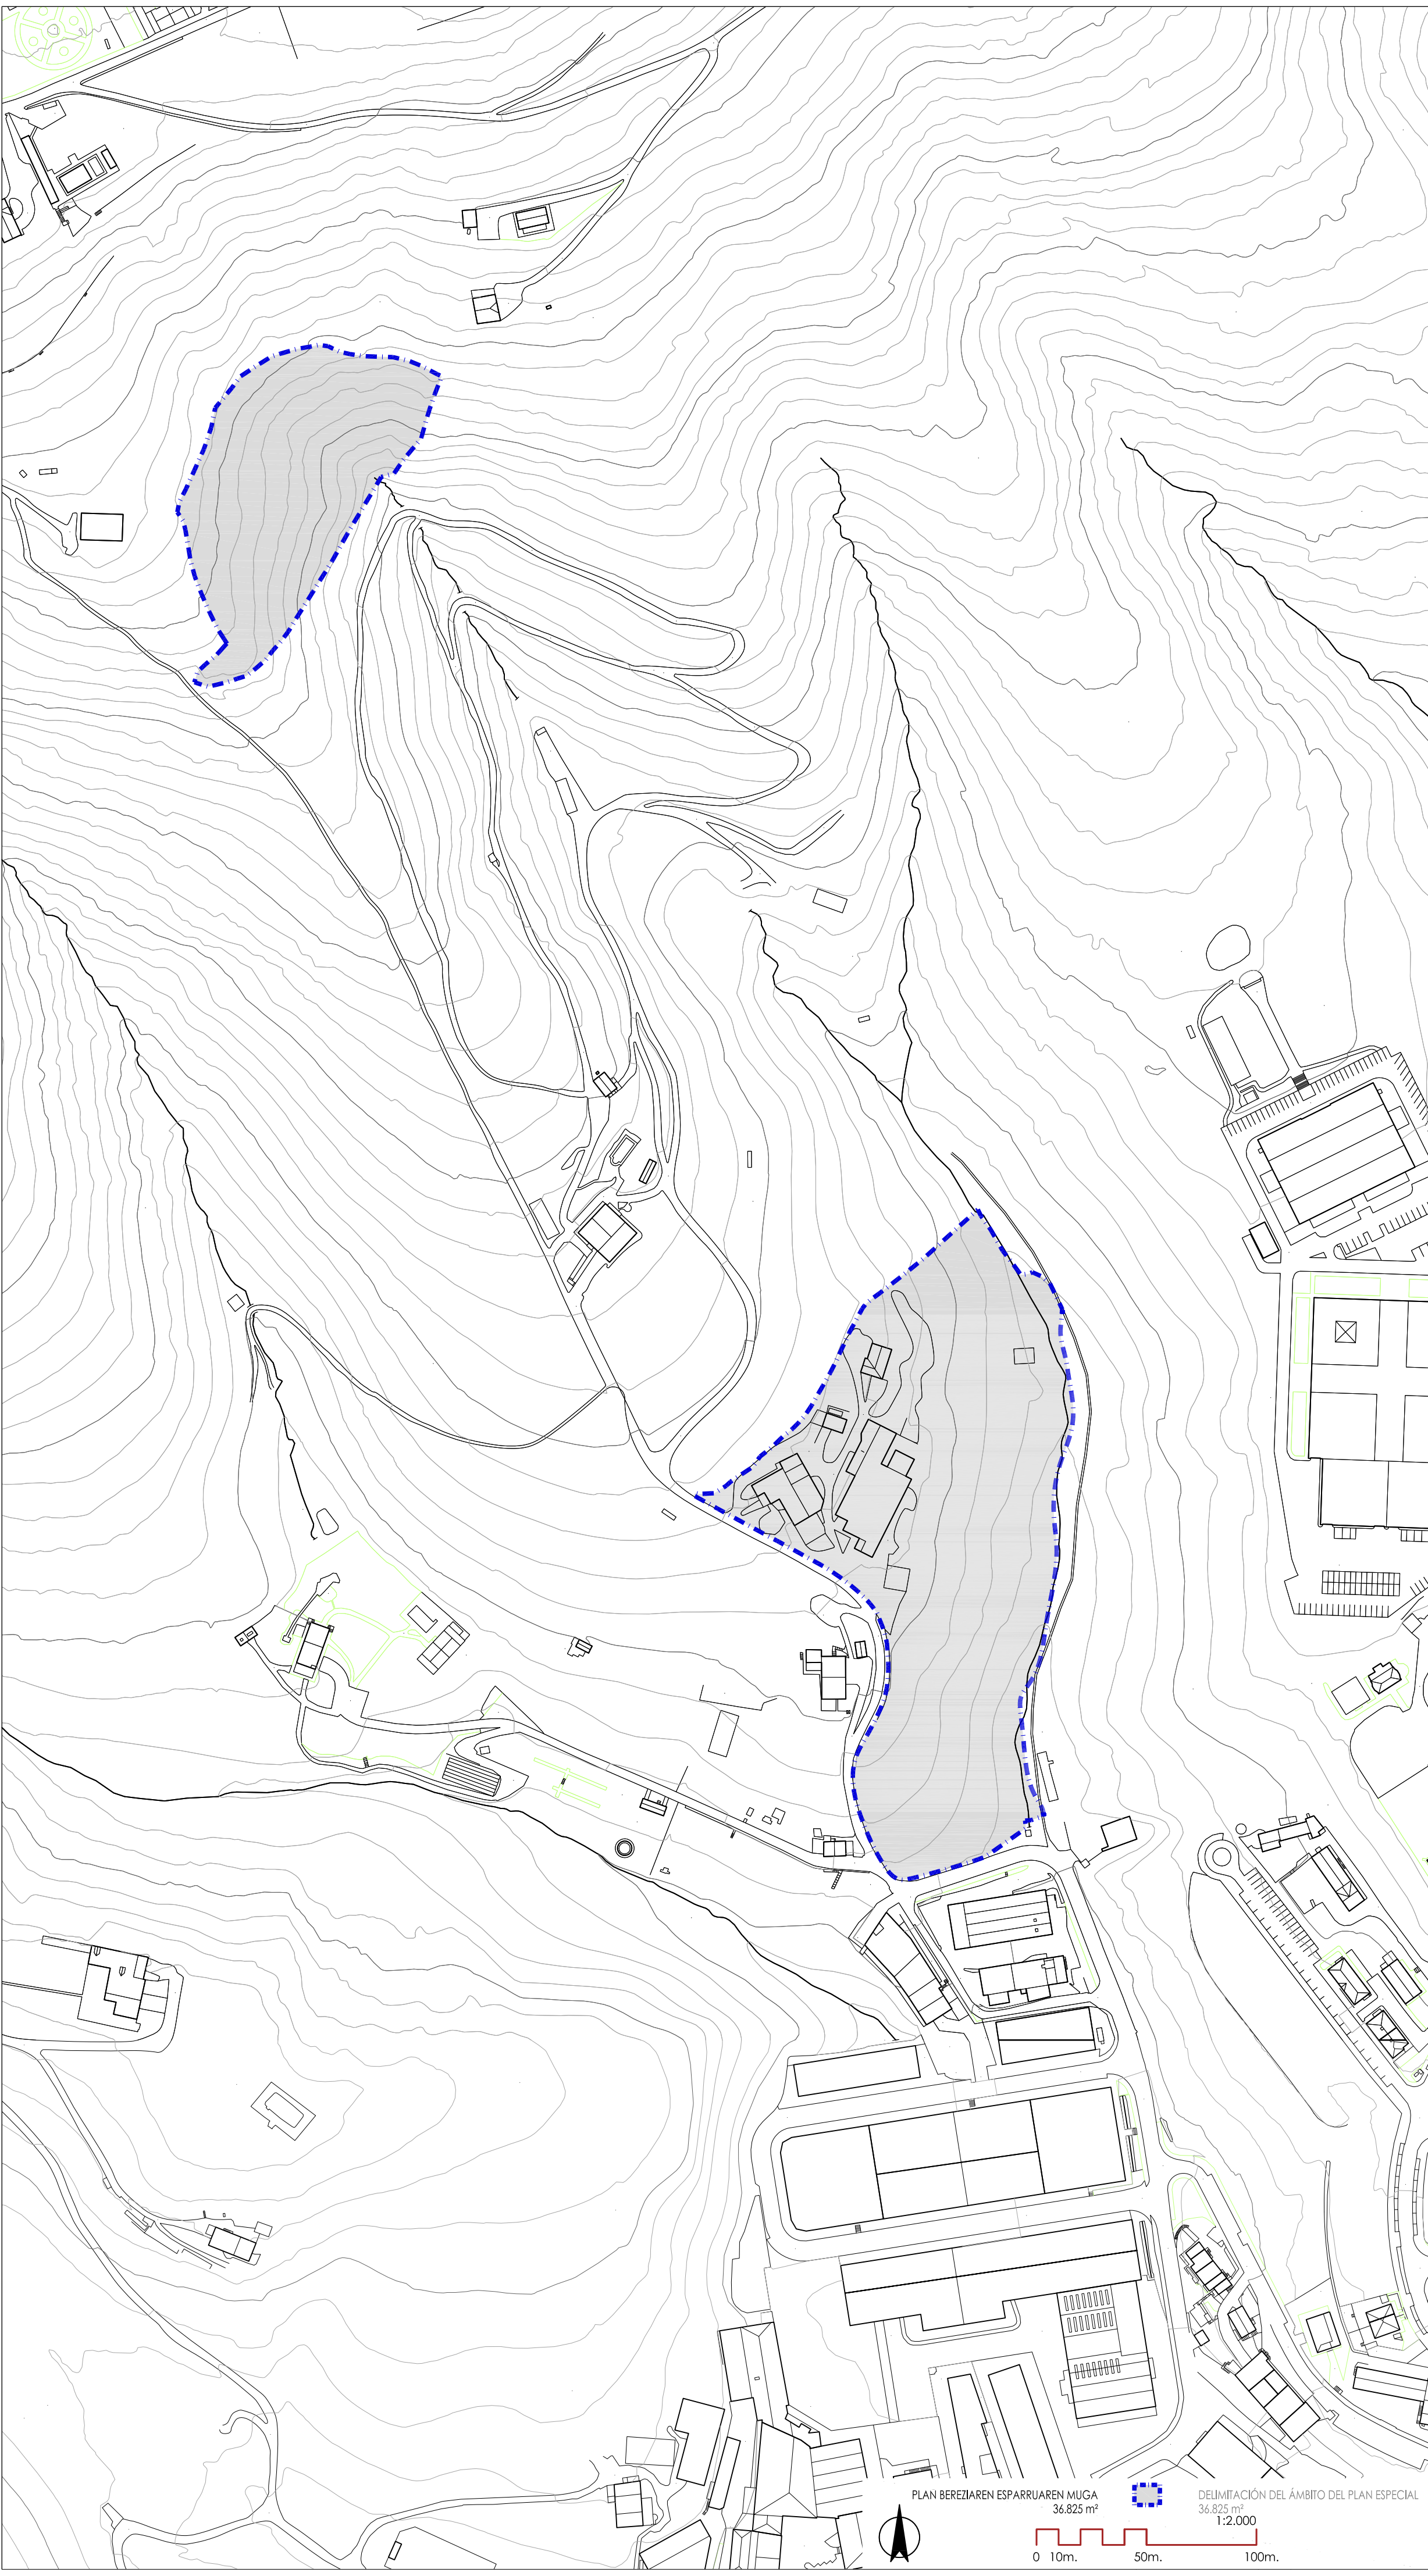 PLAN BEREZIAREN ESPARRUAREN MUGA
36.825 m²
DELIMITACIÓN DEL ÁMBITO DEL PLAN ESPECIAL
36.825 m²
1:2.000
0 10m. 50m. 100m.